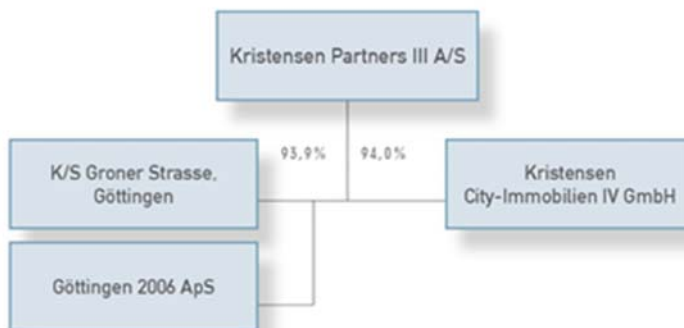 Kristensen Partners III A/S
93,9%
94,0%
K/S Groner Strasse,
Göttingen
Kristensen
City-Immobilien IV GmbH
Göttingen 2006 ApS